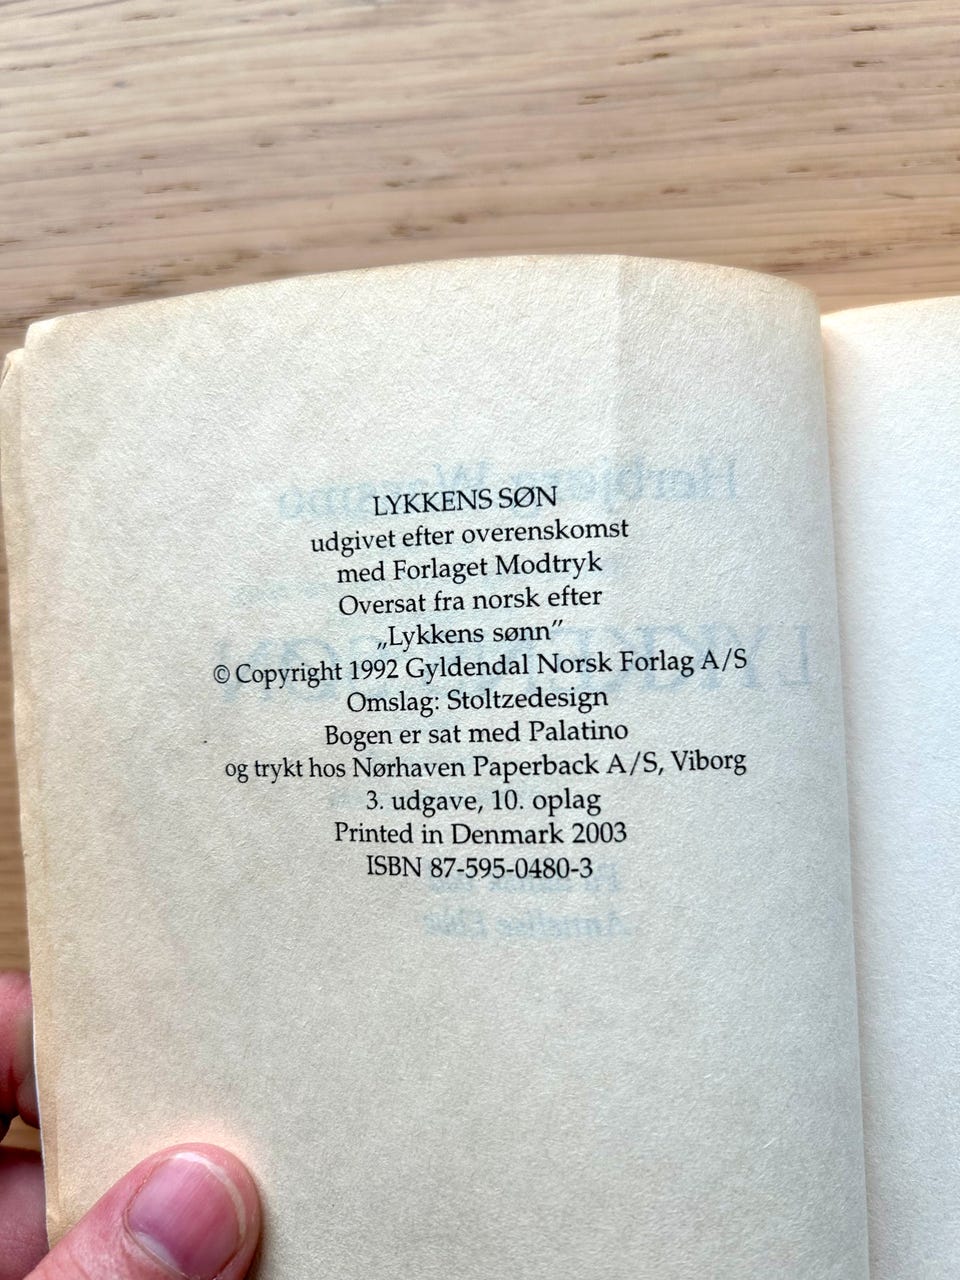 LYKKENS SØN
udgivet efter overenskomst
med Forlaget Modtryk
Oversat fra norsk efter
„Lykkens sønn”
© Copyright 1992 Gyldendal Norsk Forlag A/S
Omslag: Stoltzedesign
Bogen er sat med Palatino
og trykt hos Nørhaven Paperback A/S, Viborg
3. udgave, 10. oplag
Printed in Denmark 2003
ISBN 87-595-0480-3